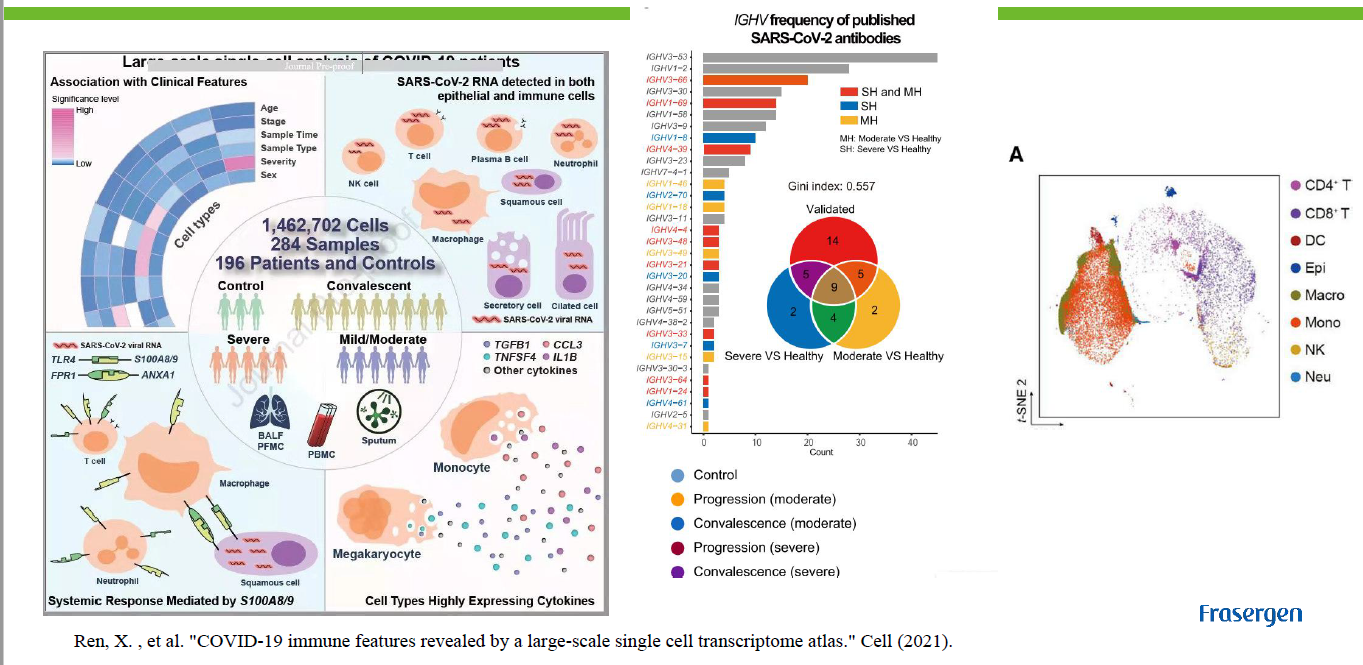 Large-scale single-cell analysis of COVID-19 patients
Journal Pre-proof
Association with Clinical Features
Significance level
High
Low
Age
Stage
Sample Time
Sample Type
Severity
Sex
Cell types
SARS-CoV-2 RNA detected in both
epithelial and immune cells
T cell
Plasma B cell
Neutrophil
NK cell
Squamous cell
Macrophage
Secretory cell
Cilated cell
SARS-CoV-2 viral RNA
1,462,702 Cells
284 Samples
196 Patients and Controls
Control
Convalescent
Severe
Mild/Moderate
BALF
PFMC
PBMC
Sputum
SARS-CoV-2 viral RNA
TLR4
S100A8/9
FPR1
ANXA1
T cell
Macrophage
Neutrophil
Squamous cell
Systemic Response Mediated by S100A8/9
TGFB1
CCL3
TNFSF4
IL1B
Other cytokines
Monocyte
Megakaryocyte
Cell Types Highly Expressing Cytokines
IGHV frequency of published
SARS-CoV-2 antibodies
IGHV3-53
IGHV1-2
IGHV3-66
IGHV3-30
IGHV1-69
IGHV1-58
IGHV3-9
IGHV1-8
IGHV4-39
IGHV3-23
IGHV7-4-1
IGHV1-46
IGHV2-70
IGHV1-18
IGHV3-11
IGHV4-4
IGHV3-48
IGHV3-49
IGHV3-21
IGHV3-20
IGHV4-34
IGHV4-59
IGHV5-51
IGHV4-38-2
IGHV3-33
IGHV3-7
IGHV3-15
IGHV3-30-3
IGHV3-64
IGHV1-24
IGHV4-61
IGHV2-5
IGHV4-31
0 10 20 30 40
Count
SH and MH
SH
MH
MH: Moderate VS Healthy
SH: Severe VS Healthy
Gini index: 0.557
Validated
14
5
5
9
2
4
2
Severe VS Healthy
Moderate VS Healthy
Control
Progression (moderate)
Convalescence (moderate)
Progression (severe)
Convalescence (severe)
A
t-SNE 2
CD4⁺ T
CD8⁺ T
DC
Epi
Macro
Mono
NK
Neu
Frasergen
Ren, X. , et al. "COVID-19 immune features revealed by a large-scale single cell transcriptome atlas." Cell (2021).